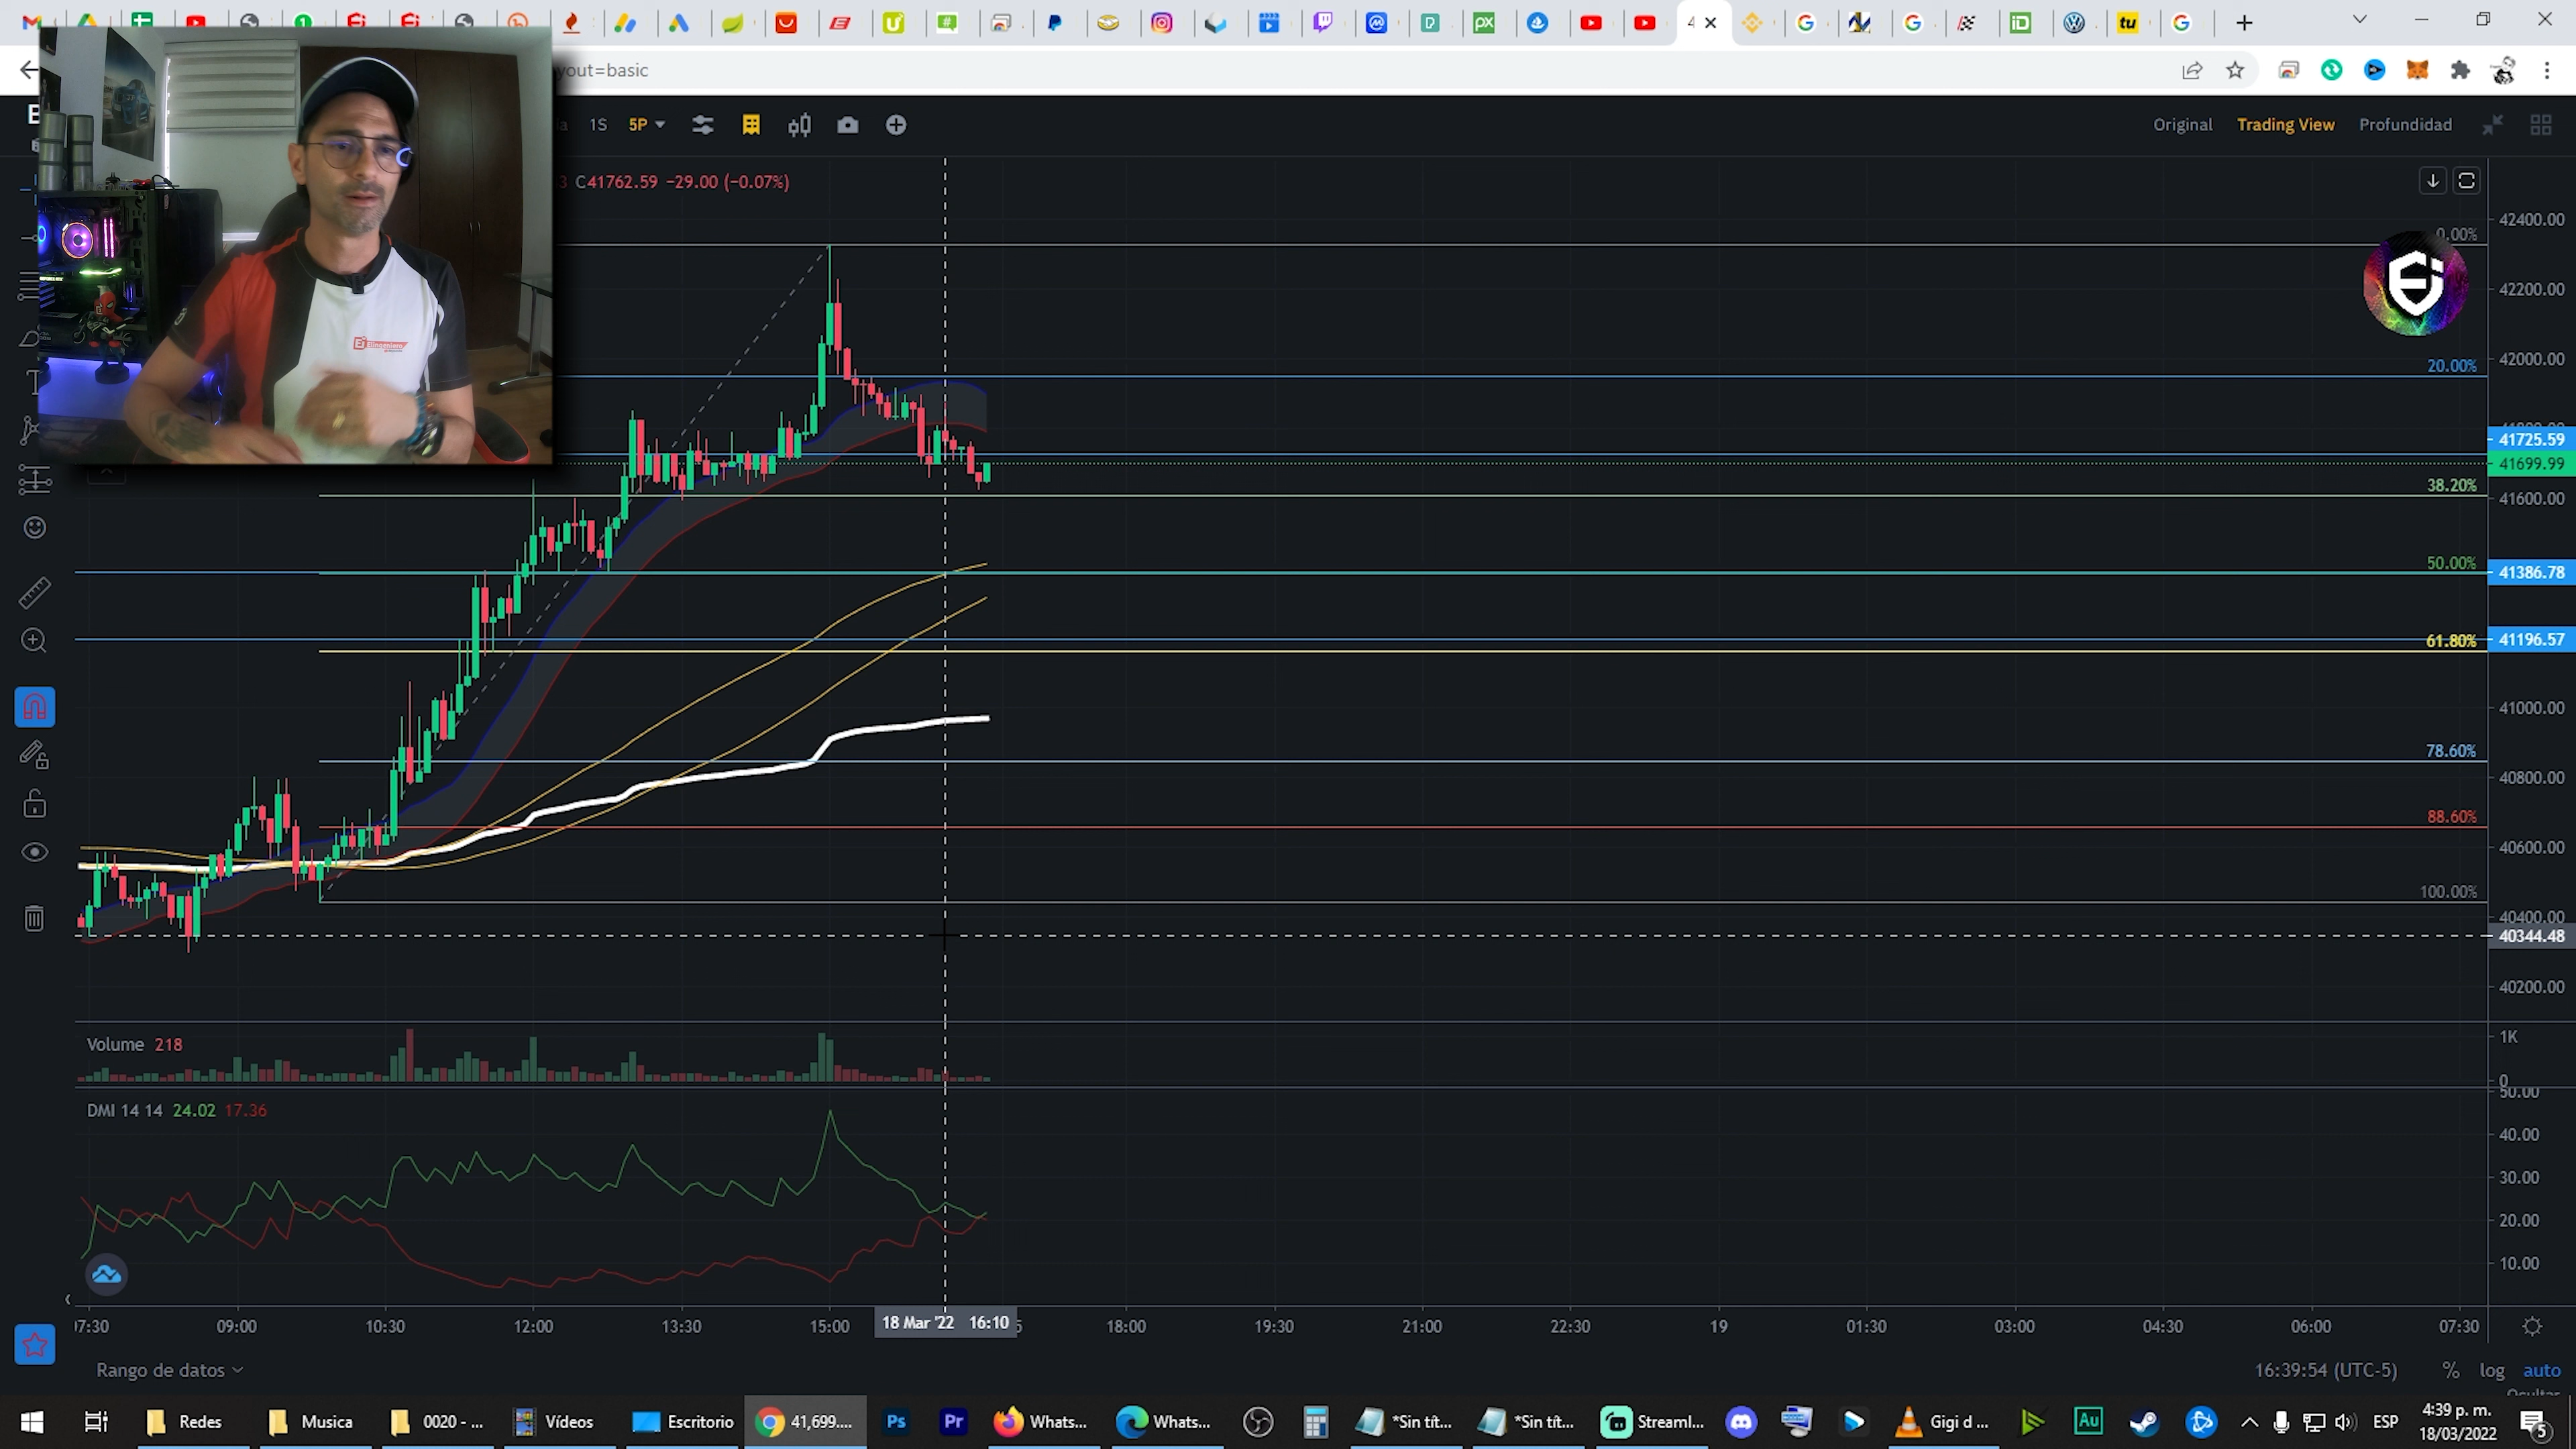 yout=basic
1S
5P
Original
Trading View
Profundidad
C41762.59 −29.00 (−0.07%)
42400.00
0.00%
42200.00
42000.00
20.00%
41725.59
41699.99
38.20%
41600.00
50.00%
41386.78
61.80%
41196.57
41000.00
78.60%
40800.00
88.60%
40600.00
100.00%
40400.00
40344.48
40200.00
Volume 218
1K
0
DMI 14 14 24.02 17.36
50.00
40.00
30.00
20.00
10.00
07:30 09:00 10:30 12:00 13:30 15:00 18 Mar '22 16:10 18:00 19:30 21:00 22:30 19 01:30 03:00 04:30 06:00 07:30
Rango de datos
16:39:54 (UTC-5) % log auto
Redes
Musica
0020 - ...
Vídeos
Escritorio
41,699....
Ps
Pr
Whats...
Whats...
*Sin tít...
*Sin tít...
Streaml...
Gigi d ...
Au
ESP
4:39 p. m.
18/03/2022
5